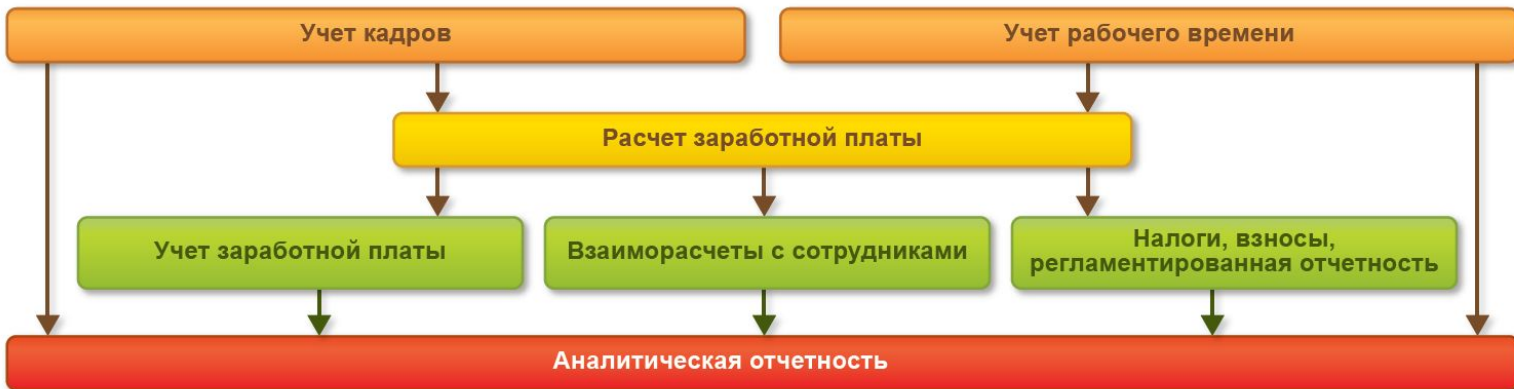 Учет кадров
Учет рабочего времени
Расчет заработной платы
Учет заработной платы
Взаиморасчеты с сотрудниками
Налоги, взносы,
регламентированная отчетность
Аналитическая отчетность